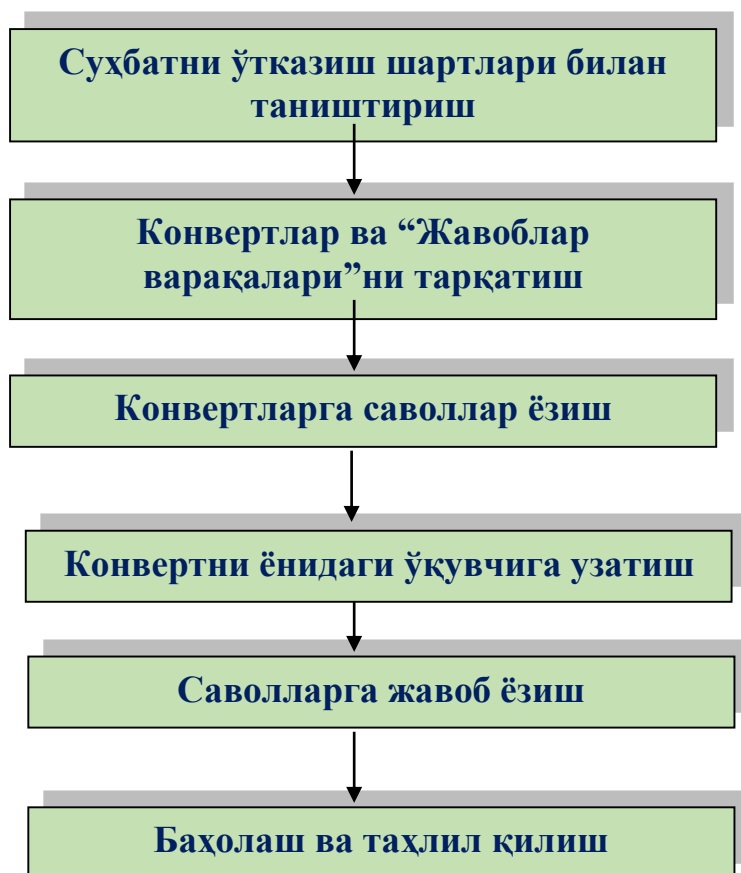 Суҳбатни ўтказиш шартлари билан
таништириш
Конвертлар ва “Жавоблар
варақалари”ни тарқатиш
Конвертларга саволлар ёзиш
Конвертни ёнидаги ўқувчига узатиш
Саволларга жавоб ёзиш
Баҳолаш ва таҳлил қилиш